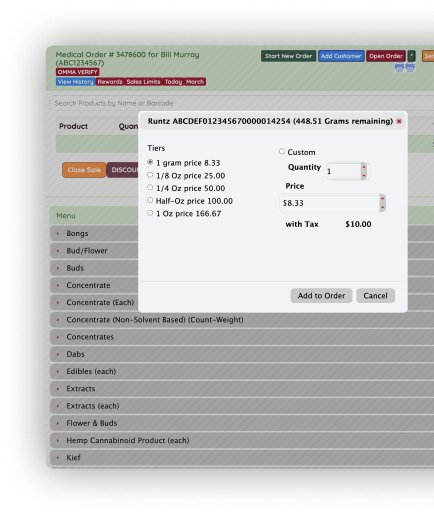 Medical Order # 3478600 for Bill Murray
(ABC1234567)
OMMA VERIFY
View History Rewards Sales Limits Today March
Start New Order Add Customer Open Order
Search Products by Name or Barcode
Product Quan
Close Sale DISCOU
Runtz ABCDEF012345670000014254 (448.51 Grams remaining)
Tiers
1 gram price 8.33
1/8 Oz price 25.00
1/4 Oz price 50.00
Half-Oz price 100.00
1 Oz price 166.67
Custom
Quantity 1
Price
$8.33
with Tax $10.00
Add to Order Cancel
Menu
Bongs
Bud/Flower
Buds
Concentrate
Concentrate (Each)
Concentrate (Non-Solvent Based) (Count-Weight)
Concentrates
Dabs
Edibles (each)
Extracts
Extracts (each)
Flower & Buds
Hemp Cannabinoid Product (each)
Kief